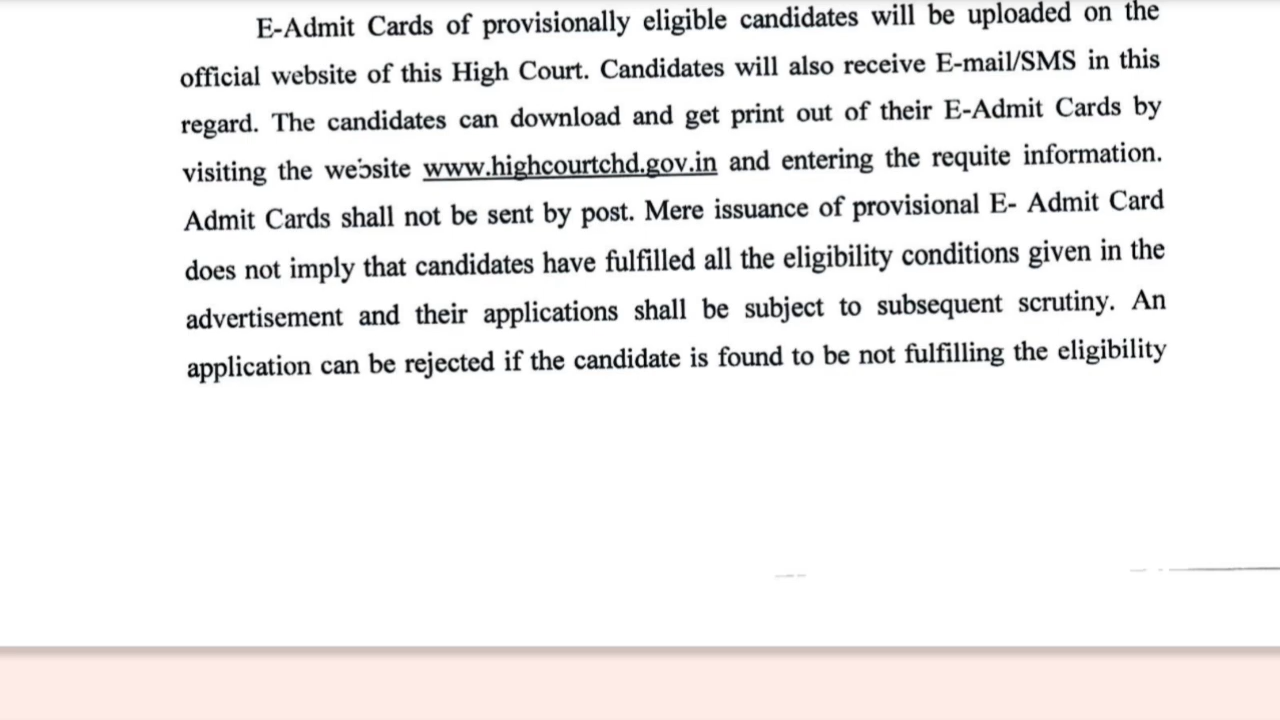 E-Admit Cards of provisionally eligible candidates will be uploaded on the
official website of this High Court. Candidates will also receive E-mail/SMS in this
regard. The candidates can download and get print out of their E-Admit Cards by
visiting the website www.highcourtchd.gov.in and entering the requite information.
Admit Cards shall not be sent by post. Mere issuance of provisional E- Admit Card
does not imply that candidates have fulfilled all the eligibility conditions given in the
advertisement and their applications shall be subject to subsequent scrutiny. An
application can be rejected if the candidate is found to be not fulfilling the eligibility